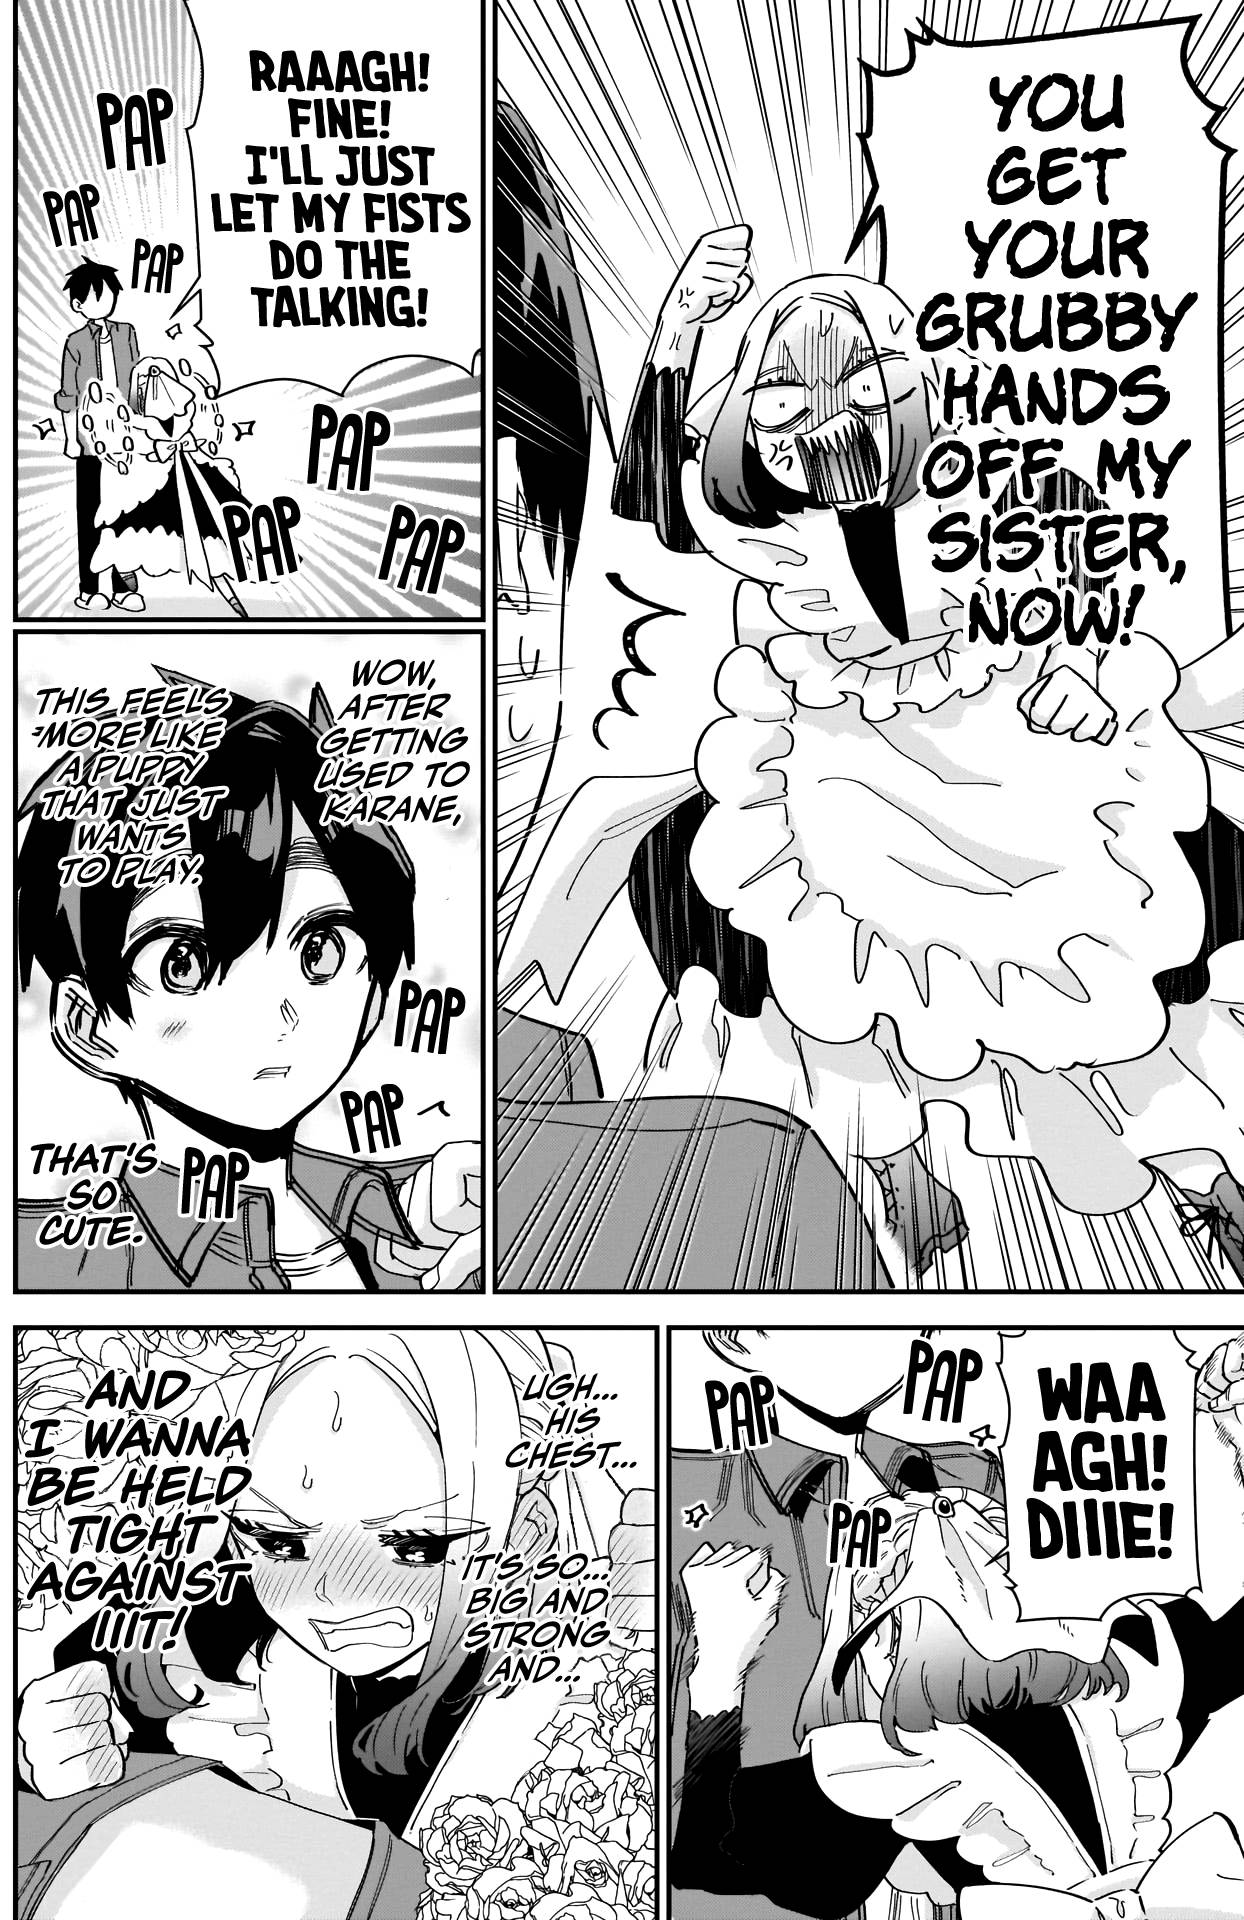 YOU
GET
YOUR
GRUBBY
HANDS
OFF MY
SISTER,
NOW!
RAAAGH!
FINE!
I'LL JUST
LET MY FISTS
DO THE
TALKING!
PAP
PAP
PAP
PAP
PAP
PAP
WOW,
AFTER
GETTING
USED TO
KARANE,
THIS FEELS
MORE LIKE
A PUPPY
THAT JUST
WANTS
TO PLAY.
PAP
PAP
PAP
THAT'S
SO
CUTE.
WAA
AGH!
DIIIE!
PAP
PAP
PAP
UGH...
HIS
CHEST...
IT'S SO...
BIG AND
STRONG
AND...
AND
I WANNA
BE HELD
TIGHT
AGAINST
IIIT!